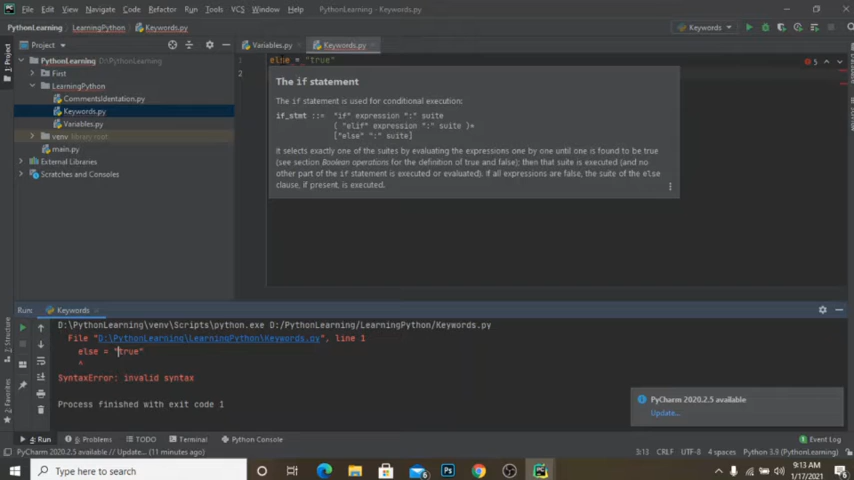 File Edit View Navigate Code Refactor Run Tools VCS Window Help
PythonLearning LearningPython Keywords.py Keywords
Project Variables.py Keywords.py
PythonLearning D:\PythonLearning
First
LearningPython
CommentsIdentation.py
Keywords.py
Variables.py
venv library root
main.py
External Libraries
Scratches and Consoles
1: Project
1 else = "true"
2
5
The if statement
The if statement is used for conditional execution:
if_stmt ::= "if" expression ":" suite
( "elif" expression ":" suite )*
["else" ":" suite]
It selects exactly one of the suites by evaluating the expressions one by one until one is found to be true
(see section Boolean operations for the definition of true and false); then that suite is executed (and no
other part of the if statement is executed or evaluated). If all expressions are false, the suite of the else
clause, if present, is executed.
Run: Keywords
D:\PythonLearning\venv\Scripts\python.exe D:/PythonLearning/LearningPython/Keywords.py
File "D:\PythonLearning\LearningPython\Keywords.py", line 1
else = "true"
^
SyntaxError: invalid syntax
Process finished with exit code 1
Structure
Favorites
PyCharm 2020.2.5 available
Update...
4: Run 6: Problems TODO Terminal Python Console Event Log
PyCharm 2020.2.5 available // Update... (11 minutes ago) 3:13 CRLF UTF-8 4 spaces Python 3.9 (PythonLearning)
Type here to search
9:13 AM
1/17/2021